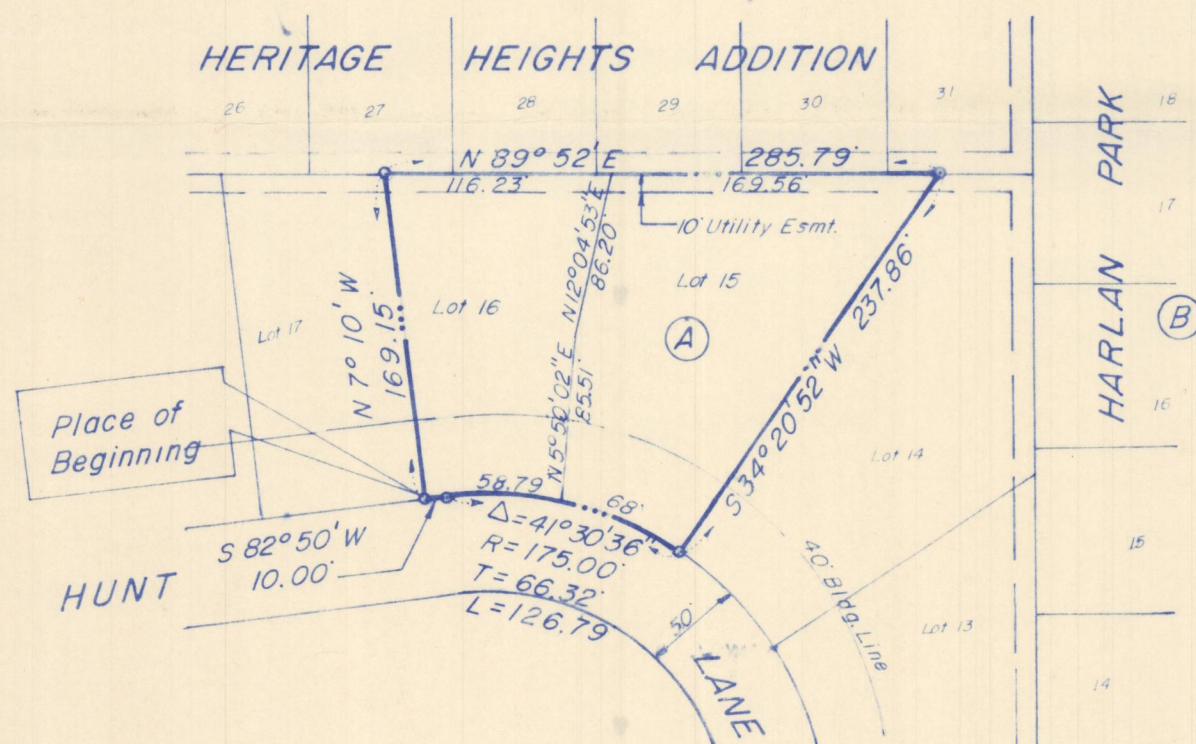 HERITAGE HEIGHTS ADDITION
26
27
28
29
30
31
N 89° 52' E 285.79'
116.23'
169.56'
10' Utility Esmt.
N 7° 10' W
169.15'
Lot 17
Lot 16
N 12° 04' 53" E
86.20'
N 5° 50' 02" E
85.51'
Lot 15
A
S 34° 20' 52" W 237.86'
Place of
Beginning
S 82° 50' W
10.00'
58.79
68'
Δ = 41° 30' 36"
R = 175.00'
T = 66.32'
L = 126.79'
HUNT
LANE
50'
40' Bldg. Line
Lot 14
Lot 13
HARLAN PARK
B
18
17
16
15
14